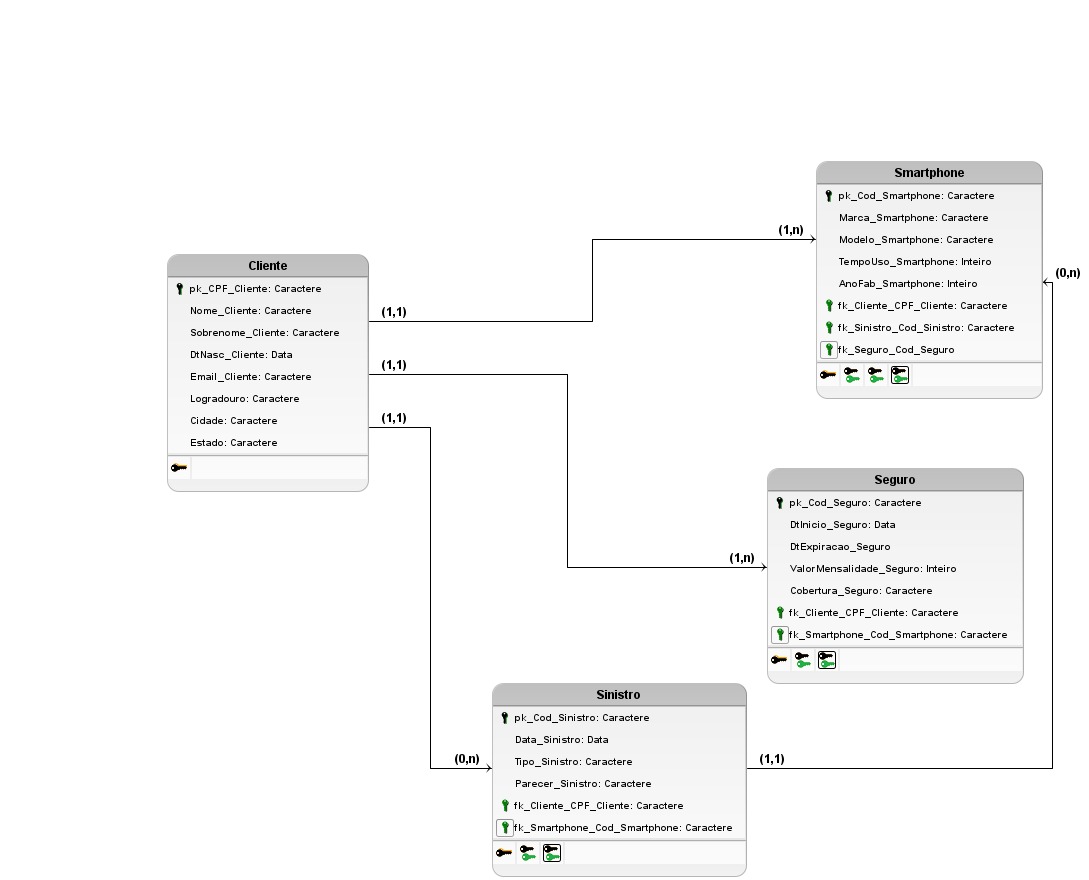 Smartphone
pk_Cod_Smartphone: Caractere
Marca_Smartphone: Caractere
(1,n)
Modelo_Smartphone: Caractere
TempoUso_Smartphone: Inteiro
(0,n)
AnoFab_Smartphone: Inteiro
fk_Cliente_CPF_Cliente: Caractere
fk_Sinistro_Cod_Sinistro: Caractere
fk_Seguro_Cod_Seguro
Cliente
pk_CPF_Cliente: Caractere
Nome_Cliente: Caractere
(1,1)
Sobrenome_Cliente: Caractere
DtNasc_Cliente: Data
(1,1)
Email_Cliente: Caractere
Logradouro: Caractere
(1,1)
Cidade: Caractere
Estado: Caractere
Seguro
pk_Cod_Seguro: Caractere
DtInicio_Seguro: Data
DtExpiracao_Seguro
(1,n)
ValorMensalidade_Seguro: Inteiro
Cobertura_Seguro: Caractere
fk_Cliente_CPF_Cliente: Caractere
fk_Smartphone_Cod_Smartphone: Caractere
Sinistro
pk_Cod_Sinistro: Caractere
Data_Sinistro: Data
(0,n)
Tipo_Sinistro: Caractere
(1,1)
Parecer_Sinistro: Caractere
fk_Cliente_CPF_Cliente: Caractere
fk_Smartphone_Cod_Smartphone: Caractere